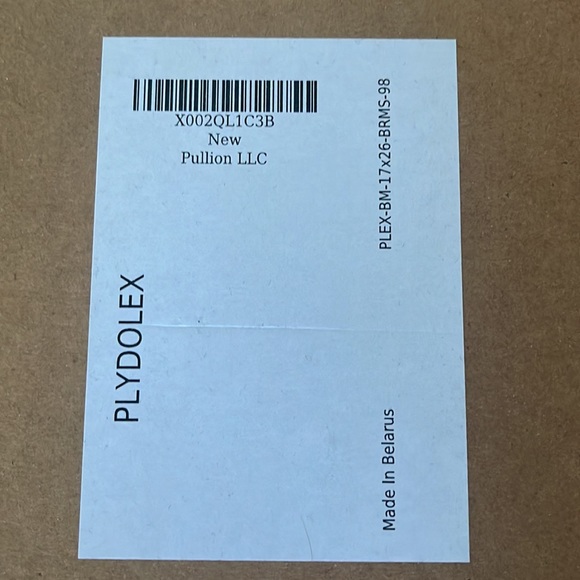 X002QL1C3B
New
Pullion LLC
PLYDOLEX
PLEX-BM-17x26-BRMS-98
Made In Belarus